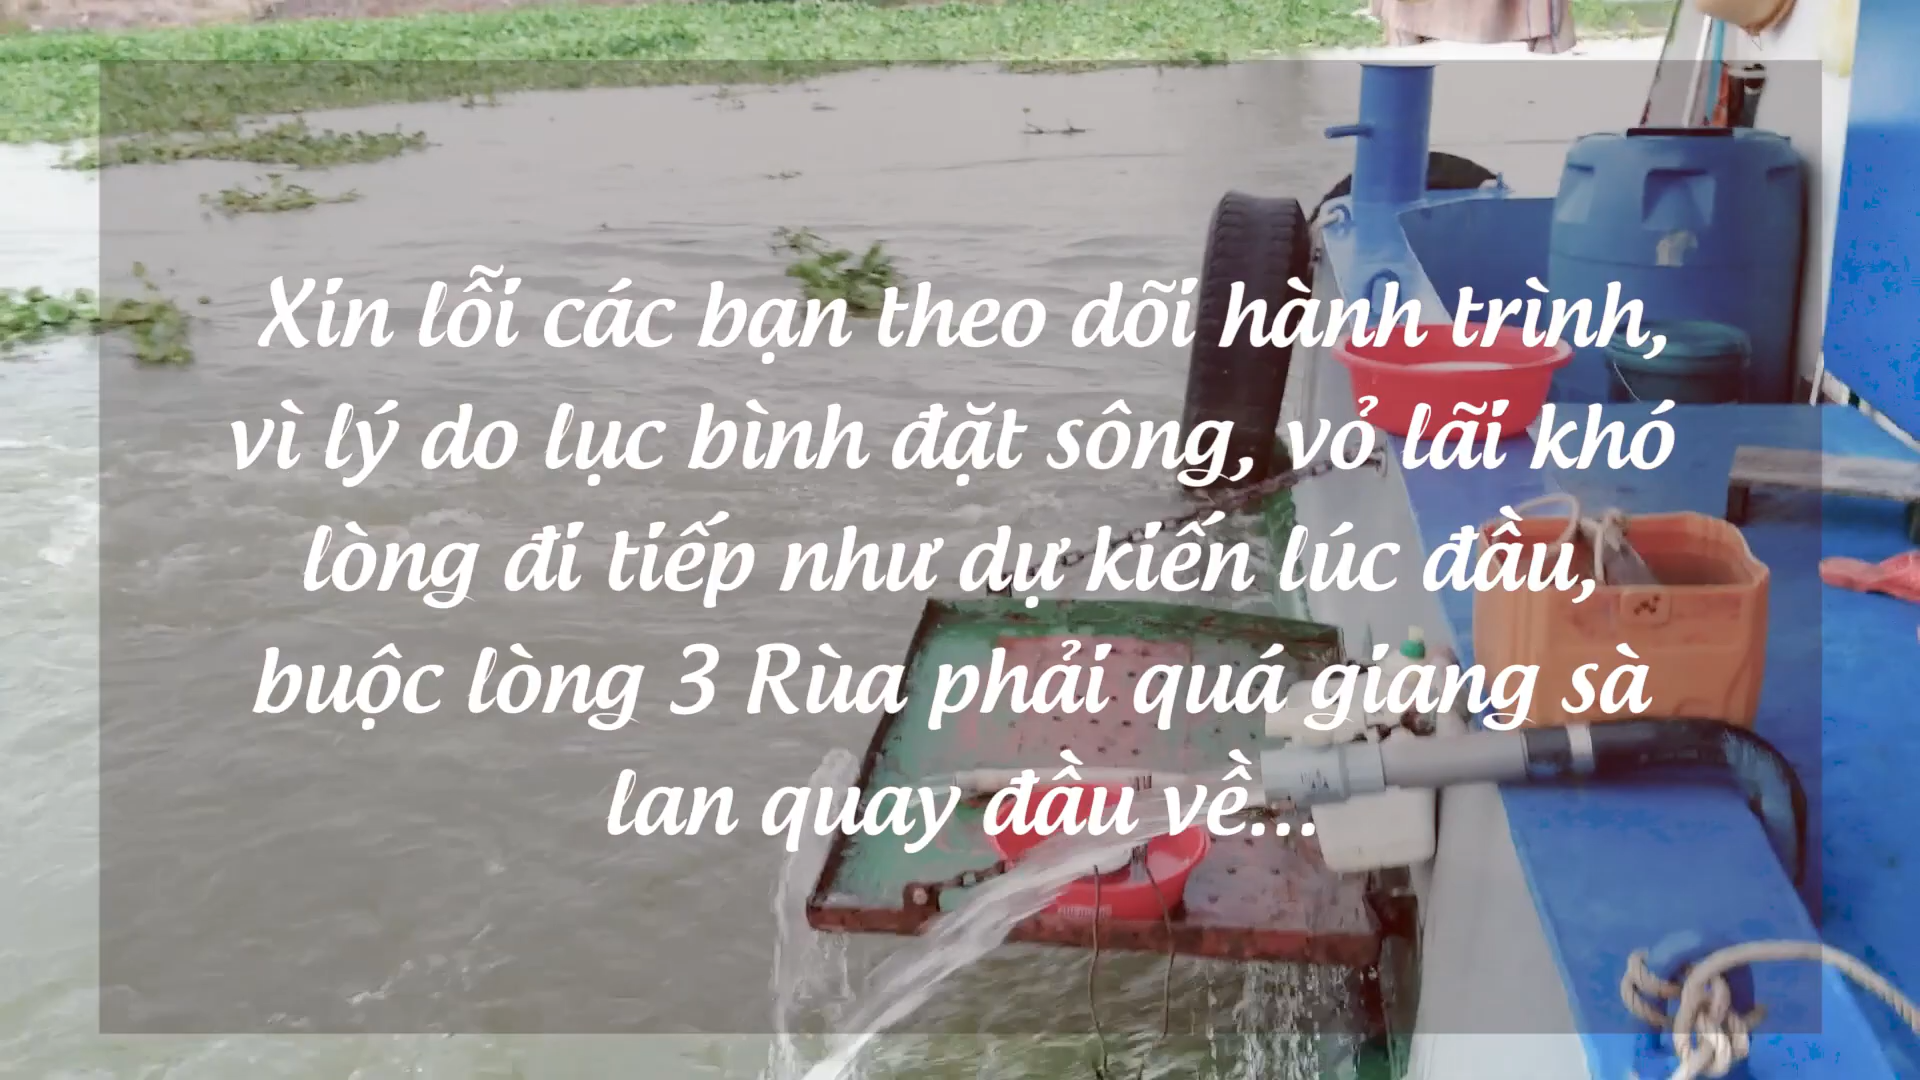 Xin lỗi các bạn theo dõi hành trình,
vì lý do lục bình đặt sông, vỏ lãi khó
lòng đi tiếp như dự kiến lúc đầu,
buộc lòng 3 Rùa phải quá giang sà
lan quay đầu về...